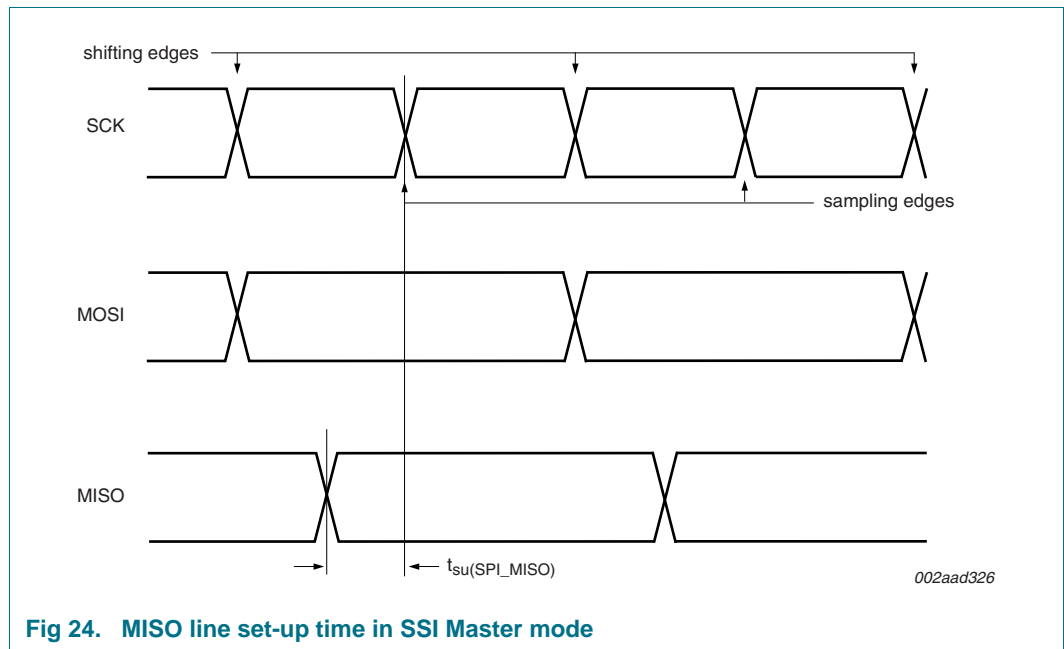 shifting edges
SCK
sampling edges
MOSI
MISO
tsu(SPI_MISO)
002aad326
Fig 24. MISO line set-up time in SSI Master mode